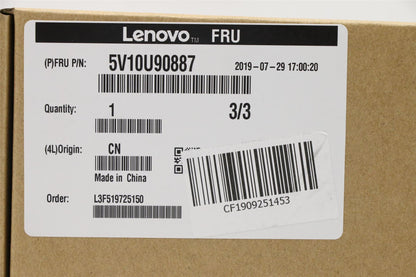 Lenovo™ FRU
(P)FRU P/N: 5V10U90887 2019-07-29 17:00:20
Quantity: 1 3/3
(4L)Origin: CN
Made in China
Order: L3F519725150
CF1909251453